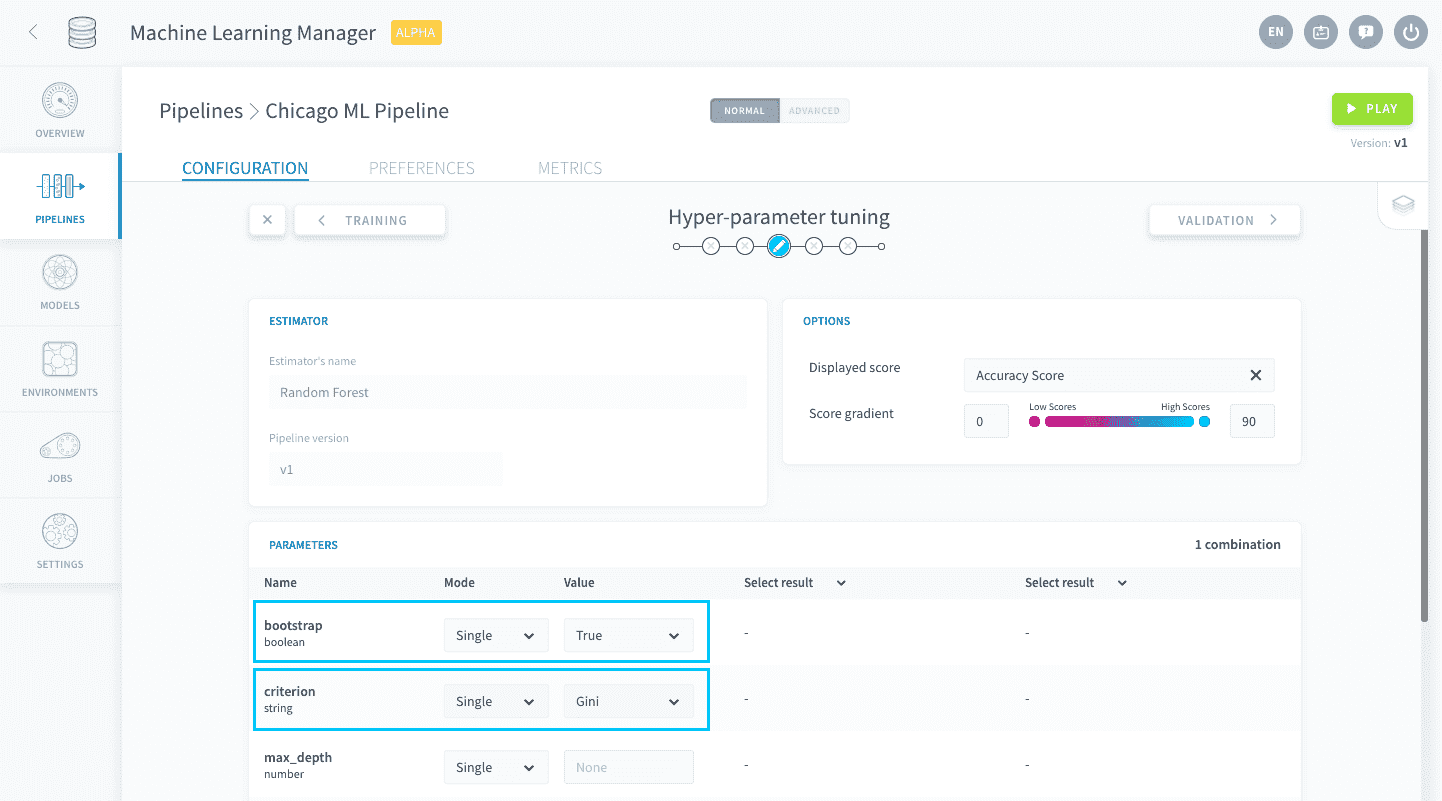 Machine Learning Manager ALPHA
EN
OVERVIEW
PIPELINES
MODELS
ENVIRONMENTS
JOBS
SETTINGS
Pipelines > Chicago ML Pipeline
NORMAL ADVANCED
PLAY
Version: v1
CONFIGURATION PREFERENCES METRICS
TRAINING
Hyper-parameter tuning
VALIDATION
ESTIMATOR
Estimator's name
Random Forest
Pipeline version
v1
OPTIONS
Displayed score
Accuracy Score
Score gradient
0
Low Scores High Scores
90
PARAMETERS
1 combination
Name Mode Value Select result Select result
bootstrap
boolean
Single True - -
criterion
string
Single Gini - -
max_depth
number
Single None - -